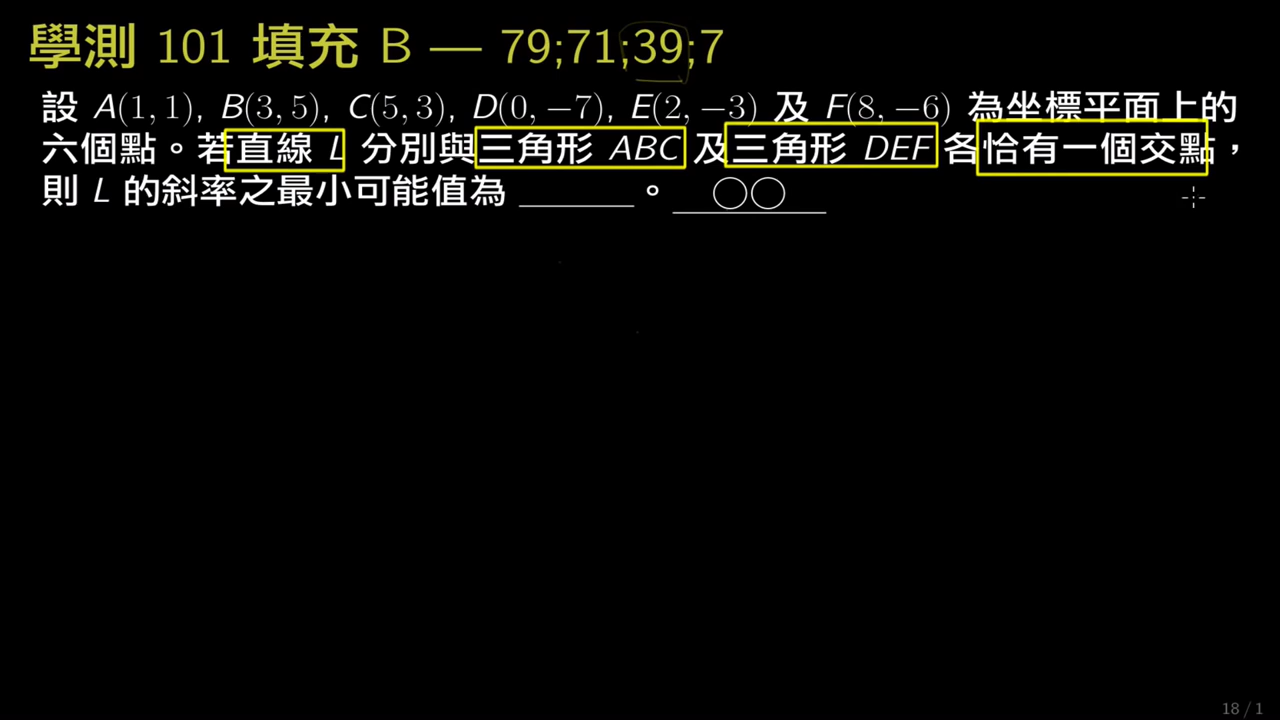 學測 101 填充 B — 79;71;39;7
設 A(1, 1), B(3, 5), C(5, 3), D(0, −7), E(2, −3) 及 F(8, −6) 為坐標平面上的
六個點。若直線 L 分別與三角形 ABC 及三角形 DEF 各恰有一個交點，
則 L 的斜率之最小可能值為 ______。 ○○
18 / 1